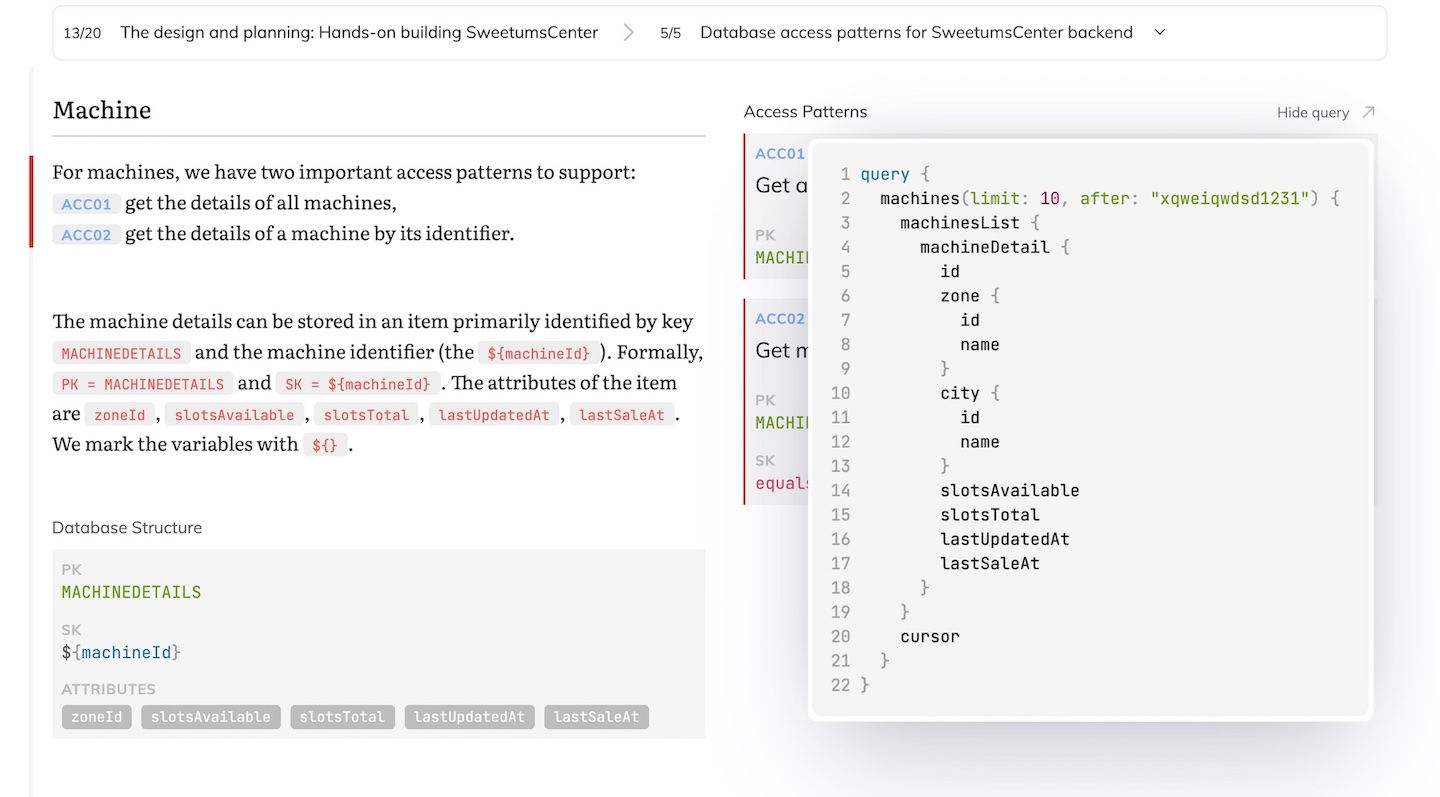 13/20 The design and planning: Hands-on building SweetumsCenter 5/5 Database access patterns for SweetumsCenter backend
Machine
For machines, we have two important access patterns to support:
ACC01 get the details of all machines,
ACC02 get the details of a machine by its identifier.
The machine details can be stored in an item primarily identified by key
MACHINEDETAILS and the machine identifier (the ${machineId} ). Formally,
PK = MACHINEDETAILS and SK = ${machineId} . The attributes of the item
are zoneId , slotsAvailable , slotsTotal , lastUpdatedAt , lastSaleAt .
We mark the variables with ${} .
Database Structure
PK
MACHINEDETAILS
SK
${machineId}
ATTRIBUTES
zoneId slotsAvailable slotsTotal lastUpdatedAt lastSaleAt
Access Patterns
Hide query
ACC01
Get
PK
ACC02
Get
PK
SK
1 query {
2 machines(limit: 10, after: "xqweiqwdsd1231") {
3 machinesList {
4 machineDetail {
5 id
6 zone {
7 id
8 name
9 }
10 city {
11 id
12 name
13 }
14 slotsAvailable
15 slotsTotal
16 lastUpdatedAt
17 lastSaleAt
18 }
19 }
20 cursor
21 }
22 }